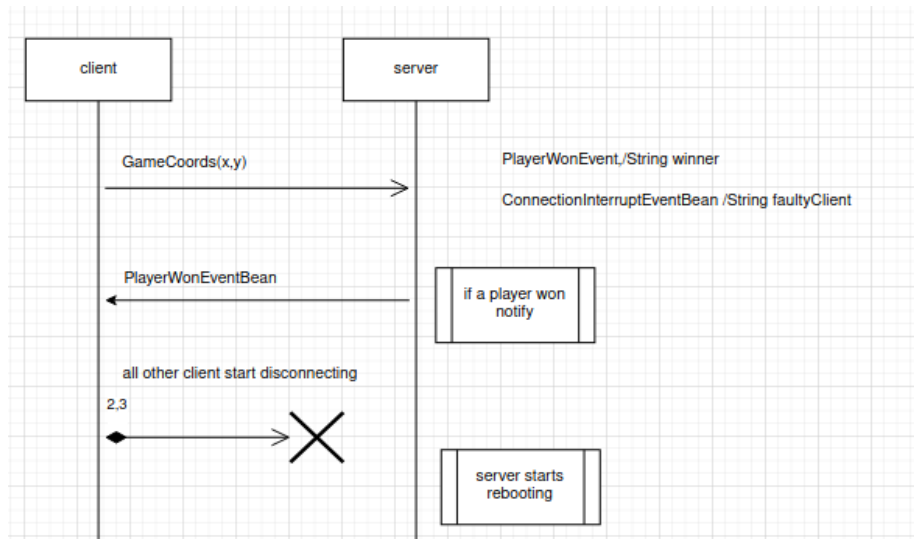 client
server
GameCoords(x,y)
PlayerWonEvent,/String winner
ConnectionInterruptEventBean /String faultyClient
PlayerWonEventBean
if a player won
notify
all other client start disconnecting
2,3
server starts
rebooting